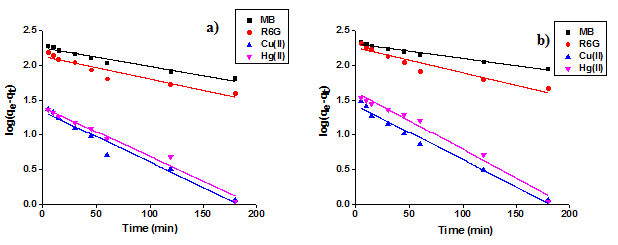 a)
MB
R6G
Cu(II)
Hg(II)
log(qe-qt)
2.5
2.0
1.5
1.0
0.5
0.0
0 50 100 150 200
Time (min)
b)
MB
R6G
Cu(II)
Hg(II)
log(qe-qt)
2.5
2.0
1.5
1.0
0.5
0.0
0 50 100 150 200
Time (min)